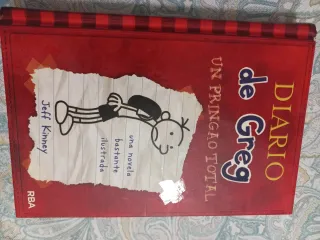 DIARIO
de Greg
UN PRINGAO TOTAL
una novela
bastante
ilustrada
Jeff Kinney
RBA